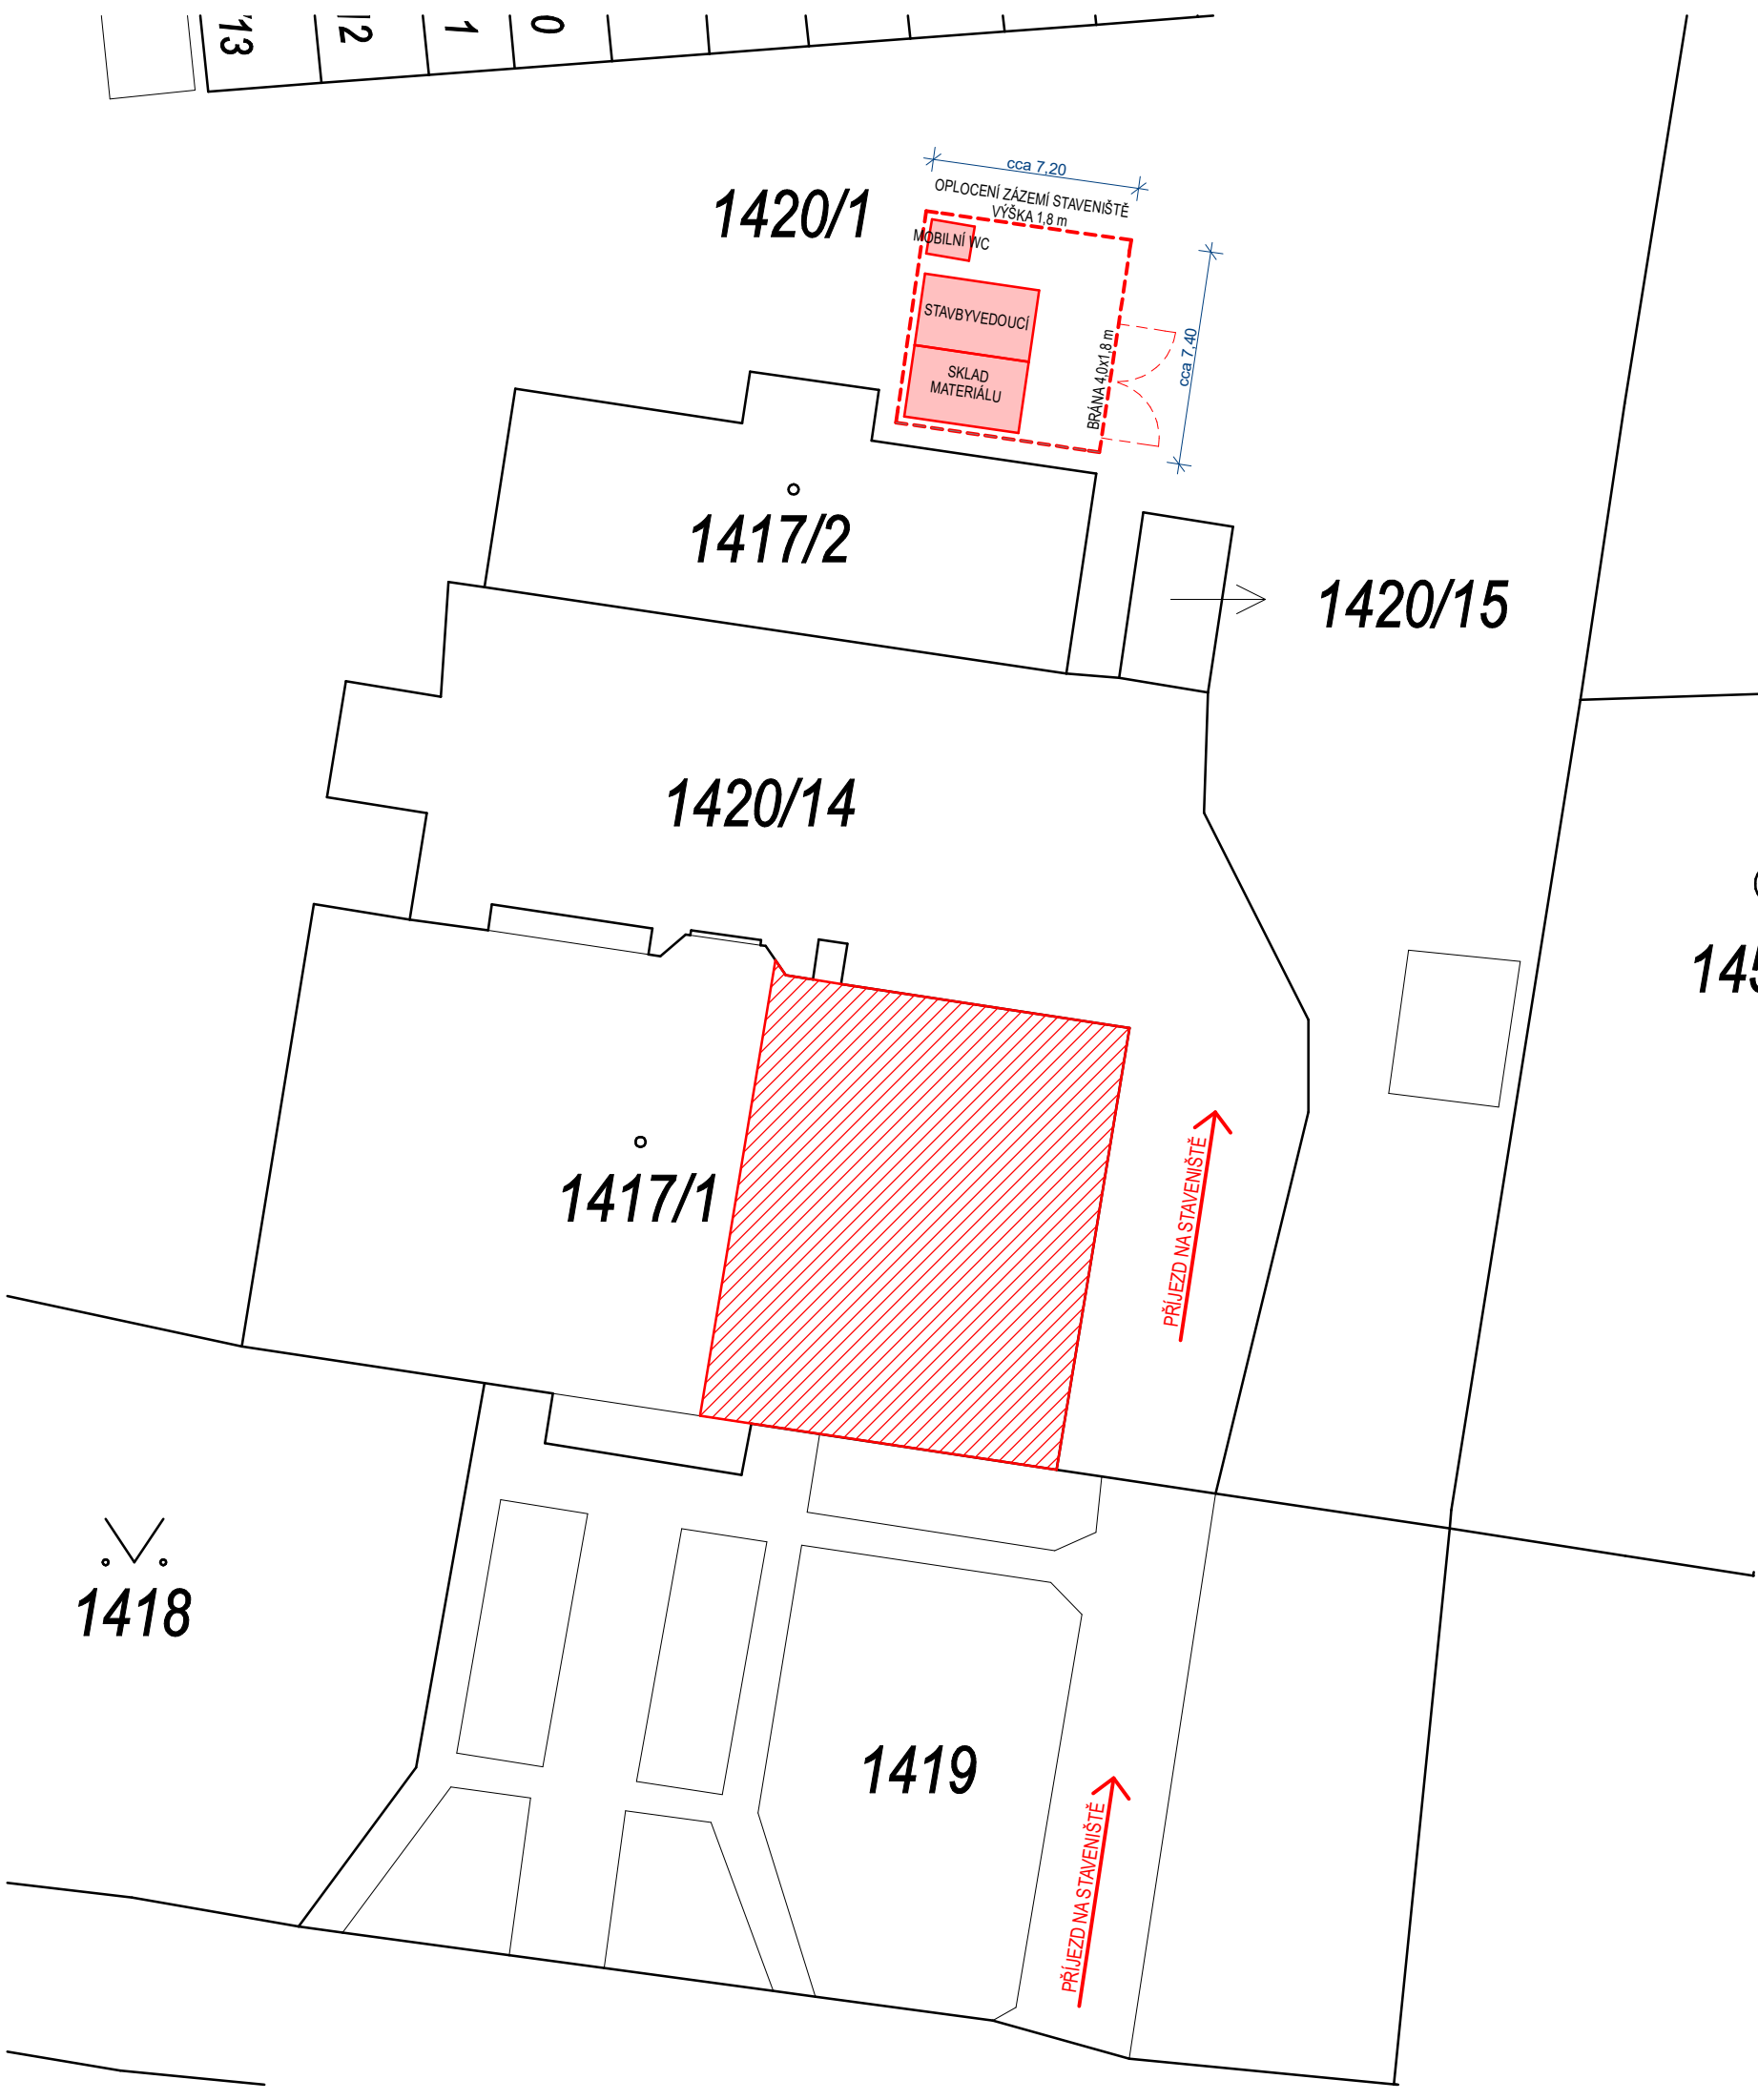 13
12
1
0
1420/1
cca 7,20
OPLOCENÍ ZÁZEMÍ STAVENIŠTĚ
VÝŠKA 1,8 m
MOBILNÍ WC
STAVBYVEDOUCÍ
SKLAD
MATERIÁLU
BRÁNA 4,0x1,8 m
cca 7,40
1417/2
1420/15
1420/14
145
1417/1
PŘÍJEZD NA STAVENIŠTĚ
1418
1419
PŘÍJEZD NA STAVENIŠTĚ